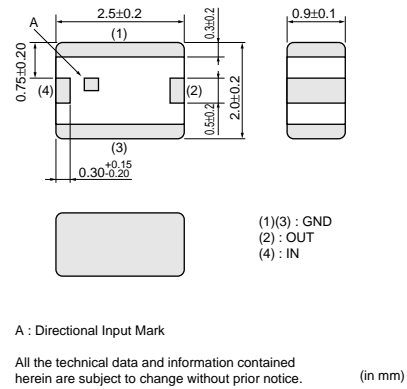 2.5±0.2
A
(1)
0.3±0.2
0.9±0.1
0.75±0.20
(4)
(2)
0.5±0.2
2.0±0.2
(3)
0.30+0.15-0.20
(1)(3) : GND
(2) : OUT
(4) : IN
A : Directional Input Mark
All the technical data and information contained
herein are subject to change without prior notice.
(in mm)